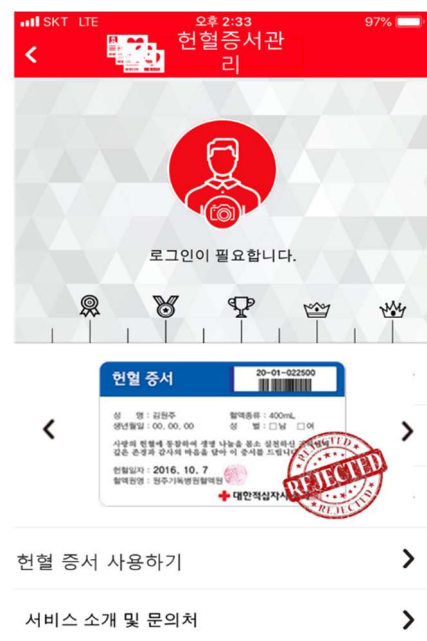 SKT LTE 오후 2:33 97%
헌혈증서관
리
로그인이 필요합니다.
헌혈 증서
20-01-022500
성 명 : 김원주 혈액종류 : 400mL
생년월일 : 00. 00. 00 성 별 : □남 □여
사랑의 헌혈에 동참하여 생명 나눔을 몸소 실천하신
깊은 존경과 감사의 마음을 담아 이 증서를 드립니다
헌혈일자 : 2016. 10. 7
혈액원명 : 원주기독병원혈액원
대한적십자사
REJECTED
REJECTED
REJECTED
헌혈 증서 사용하기
서비스 소개 및 문의처